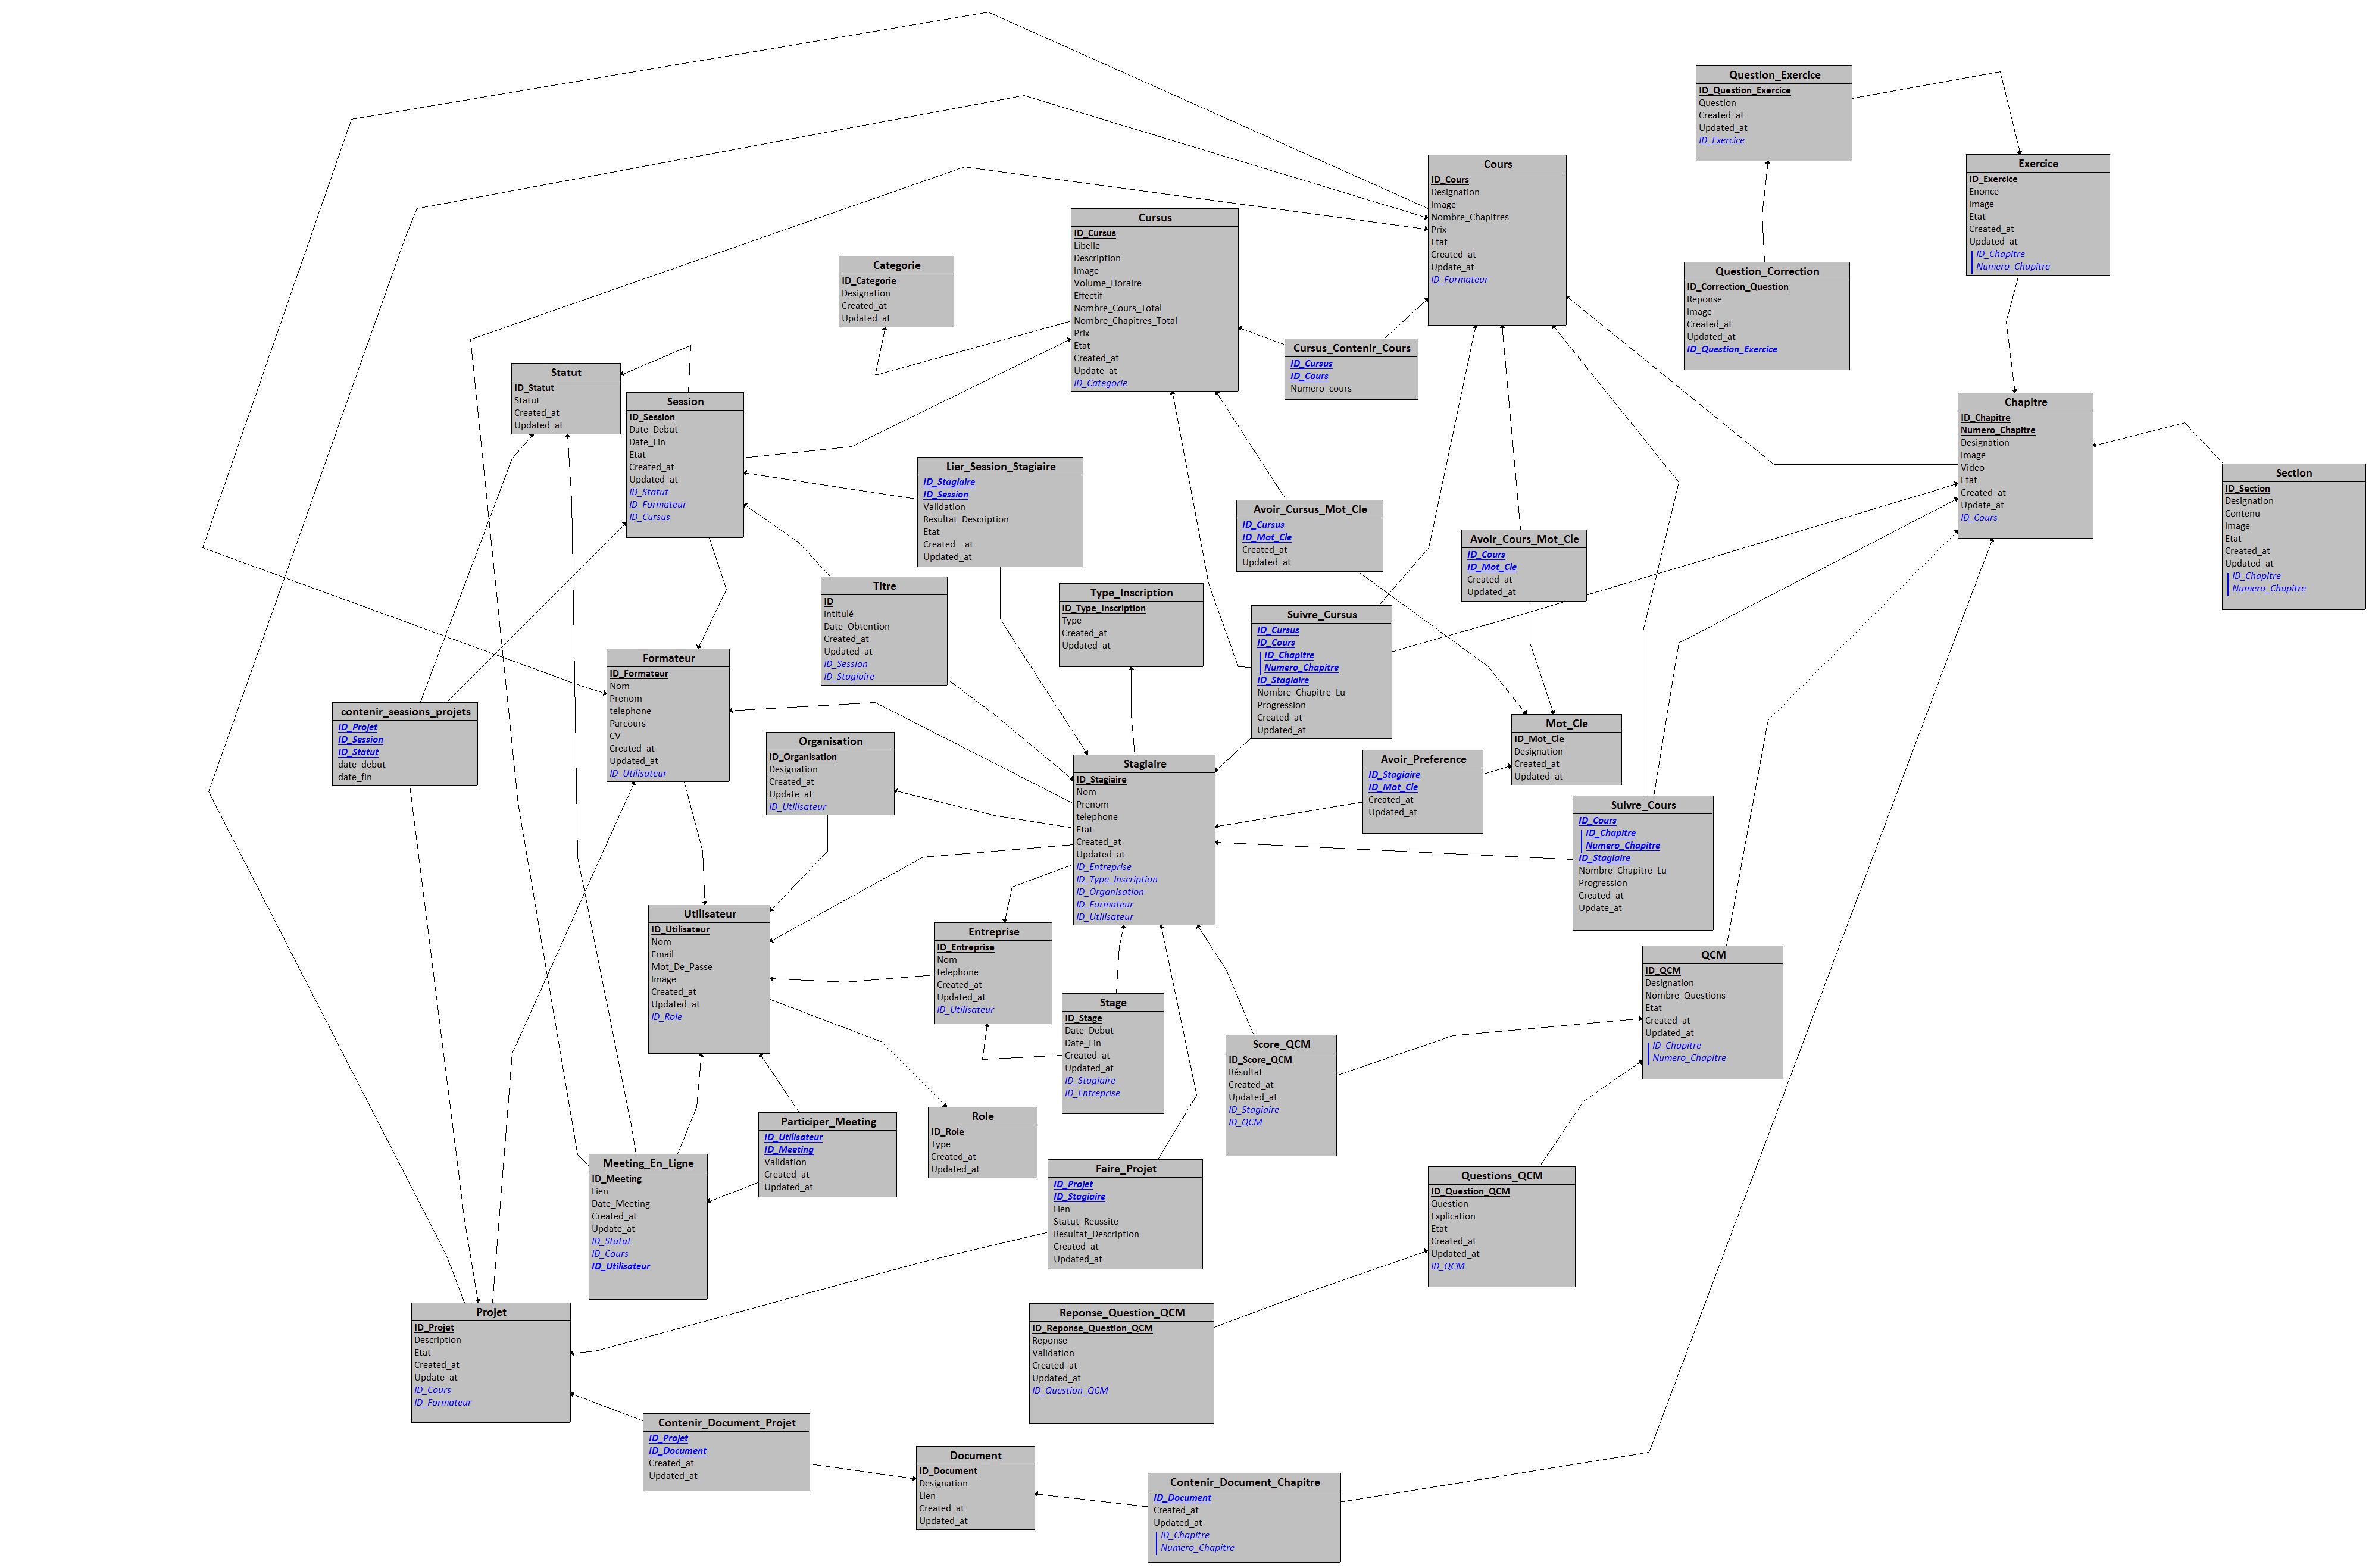 Question_Exercice
ID_Question_Exercice
Question
Created_at
Updated_at
ID_Exercice
Exercice
ID_Exercice
Enonce
Image
Etat
Created_at
Updated_at
ID_Chapitre
Numero_Chapitre
Cours
ID_Cours
Designation
Image
Nombre_Chapitres
Prix
Etat
Created_at
Update_at
ID_Formateur
Cursus
ID_Cursus
Libelle
Description
Image
Volume_Horaire
Effectif
Nombre_Cours_Total
Nombre_Chapitres_Total
Prix
Etat
Created_at
Update_at
ID_Categorie
Categorie
ID_Categorie
Designation
Created_at
Updated_at
Question_Correction
ID_Correction_Question
Reponse
Image
Created_at
Updated_at
ID_Question_Exercice
Cursus_Contenir_Cours
ID_Cursus
ID_Cours
Numero_cours
Statut
ID_Statut
Statut
Created_at
Updated_at
Session
ID_Session
Date_Debut
Date_Fin
Etat
Created_at
Updated_at
ID_Statut
ID_Formateur
ID_Cursus
Chapitre
ID_Chapitre
Numero_Chapitre
Designation
Image
Video
Etat
Created_at
Update_at
ID_Cours
Section
ID_Section
Designation
Contenu
Image
Etat
Created_at
Updated_at
ID_Chapitre
Numero_Chapitre
Lier_Session_Stagiaire
ID_Stagiaire
ID_Session
Validation
Resultat_Description
Etat
Created__at
Updated_at
Avoir_Cursus_Mot_Cle
ID_Cursus
ID_Mot_Cle
Created_at
Updated_at
Avoir_Cours_Mot_Cle
ID_Cours
ID_Mot_Cle
Created_at
Updated_at
Titre
ID
Intitulé
Date_Obtention
Created_at
Updated_at
ID_Session
ID_Stagiaire
Type_Inscription
ID_Type_Inscription
Type
Created_at
Updated_at
Suivre_Cursus
ID_Cursus
ID_Cours
ID_Chapitre
Numero_Chapitre
ID_Stagiaire
Nombre_Chapitre_Lu
Progression
Created_at
Updated_at
Formateur
ID_Formateur
Nom
Prenom
telephone
Parcours
CV
Created_at
Updated_at
ID_Utilisateur
contenir_sessions_projets
ID_Projet
ID_Session
ID_Statut
date_debut
date_fin
Organisation
ID_Organisation
Designation
Created_at
Update_at
ID_Utilisateur
Mot_Cle
ID_Mot_Cle
Designation
Created_at
Updated_at
Stagiaire
ID_Stagiaire
Nom
Prenom
telephone
Etat
Created_at
Updated_at
ID_Entreprise
ID_Type_Inscription
ID_Organisation
ID_Formateur
ID_Utilisateur
Avoir_Preference
ID_Stagiaire
ID_Mot_Cle
Created_at
Updated_at
Suivre_Cours
ID_Cours
ID_Chapitre
Numero_Chapitre
ID_Stagiaire
Nombre_Chapitre_Lu
Progression
Created_at
Update_at
Utilisateur
ID_Utilisateur
Nom
Email
Mot_De_Passe
Image
Created_at
Updated_at
ID_Role
Entreprise
ID_Entreprise
Nom
telephone
Created_at
Updated_at
ID_Utilisateur
QCM
ID_QCM
Designation
Nombre_Questions
Etat
Created_at
Updated_at
ID_Chapitre
Numero_Chapitre
Stage
ID_Stage
Date_Debut
Date_Fin
Created_at
Updated_at
ID_Stagiaire
ID_Entreprise
Score_QCM
ID_Score_QCM
Résultat
Created_at
Updated_at
ID_Stagiaire
ID_QCM
Participer_Meeting
ID_Utilisateur
ID_Meeting
Validation
Created_at
Updated_at
Role
ID_Role
Type
Created_at
Updated_at
Meeting_En_Ligne
ID_Meeting
Lien
Date_Meeting
Created_at
Update_at
ID_Statut
ID_Cours
ID_Utilisateur
Faire_Projet
ID_Projet
ID_Stagiaire
Lien
Statut_Reussite
Resultat_Description
Created_at
Updated_at
Questions_QCM
ID_Question_QCM
Question
Explication
Etat
Created_at
Updated_at
ID_QCM
Projet
ID_Projet
Description
Etat
Created_at
Update_at
ID_Cours
ID_Formateur
Reponse_Question_QCM
ID_Reponse_Question_QCM
Reponse
Validation
Created_at
Updated_at
ID_Question_QCM
Contenir_Document_Projet
ID_Projet
ID_Document
Created_at
Updated_at
Document
ID_Document
Designation
Lien
Created_at
Updated_at
Contenir_Document_Chapitre
ID_Document
Created_at
Updated_at
ID_Chapitre
Numero_Chapitre